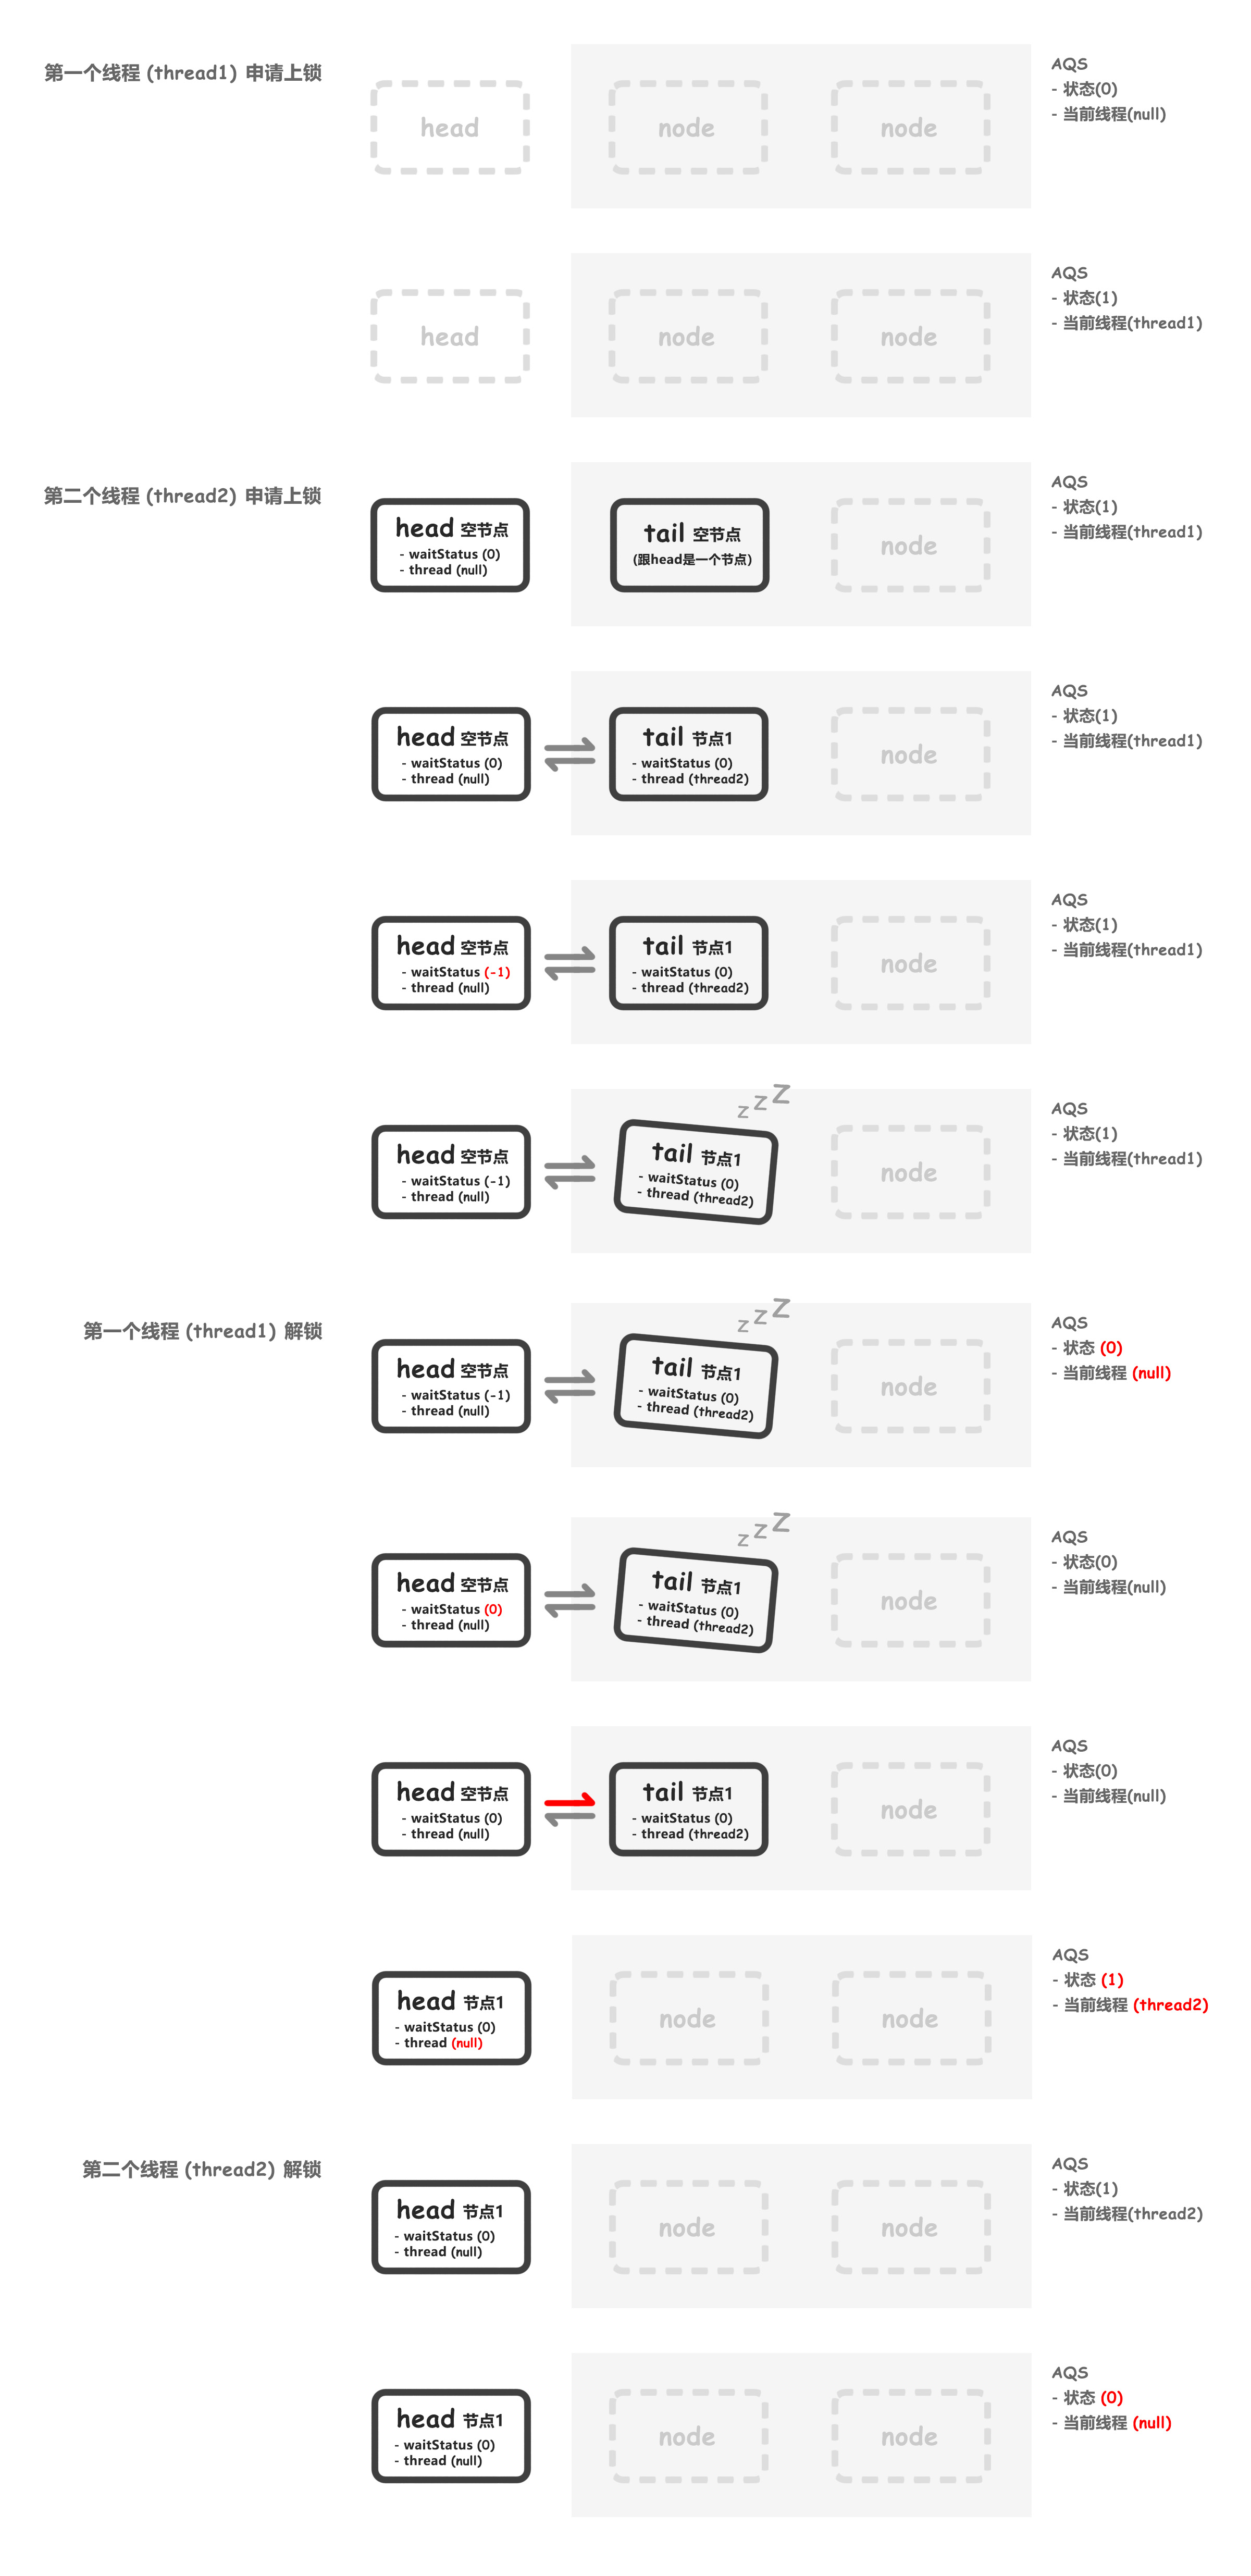 第一个线程 (thread1) 申请上锁
head
node
node
AQS
- 状态(0)
- 当前线程(null)
head
node
node
AQS
- 状态(1)
- 当前线程(thread1)
第二个线程 (thread2) 申请上锁
head 空节点
- waitStatus (0)
- thread (null)
tail 空节点
(跟head是一个节点)
node
AQS
- 状态(1)
- 当前线程(thread1)
head 空节点
- waitStatus (0)
- thread (null)
tail 节点1
- waitStatus (0)
- thread (thread2)
node
AQS
- 状态(1)
- 当前线程(thread1)
head 空节点
- waitStatus (-1)
- thread (null)
tail 节点1
- waitStatus (0)
- thread (thread2)
node
AQS
- 状态(1)
- 当前线程(thread1)
head 空节点
- waitStatus (-1)
- thread (null)
z z z
tail 节点1
- waitStatus (0)
- thread (thread2)
node
AQS
- 状态(1)
- 当前线程(thread1)
第一个线程 (thread1) 解锁
head 空节点
- waitStatus (-1)
- thread (null)
z z z
tail 节点1
- waitStatus (0)
- thread (thread2)
node
AQS
- 状态 (0)
- 当前线程 (null)
head 空节点
- waitStatus (0)
- thread (null)
z z z
tail 节点1
- waitStatus (0)
- thread (thread2)
node
AQS
- 状态(0)
- 当前线程(null)
head 空节点
- waitStatus (0)
- thread (null)
tail 节点1
- waitStatus (0)
- thread (thread2)
node
AQS
- 状态(0)
- 当前线程(null)
head 节点1
- waitStatus (0)
- thread (null)
node
node
AQS
- 状态 (1)
- 当前线程 (thread2)
第二个线程 (thread2) 解锁
head 节点1
- waitStatus (0)
- thread (null)
node
node
AQS
- 状态(1)
- 当前线程(thread2)
head 节点1
- waitStatus (0)
- thread (null)
node
node
AQS
- 状态 (0)
- 当前线程 (null)